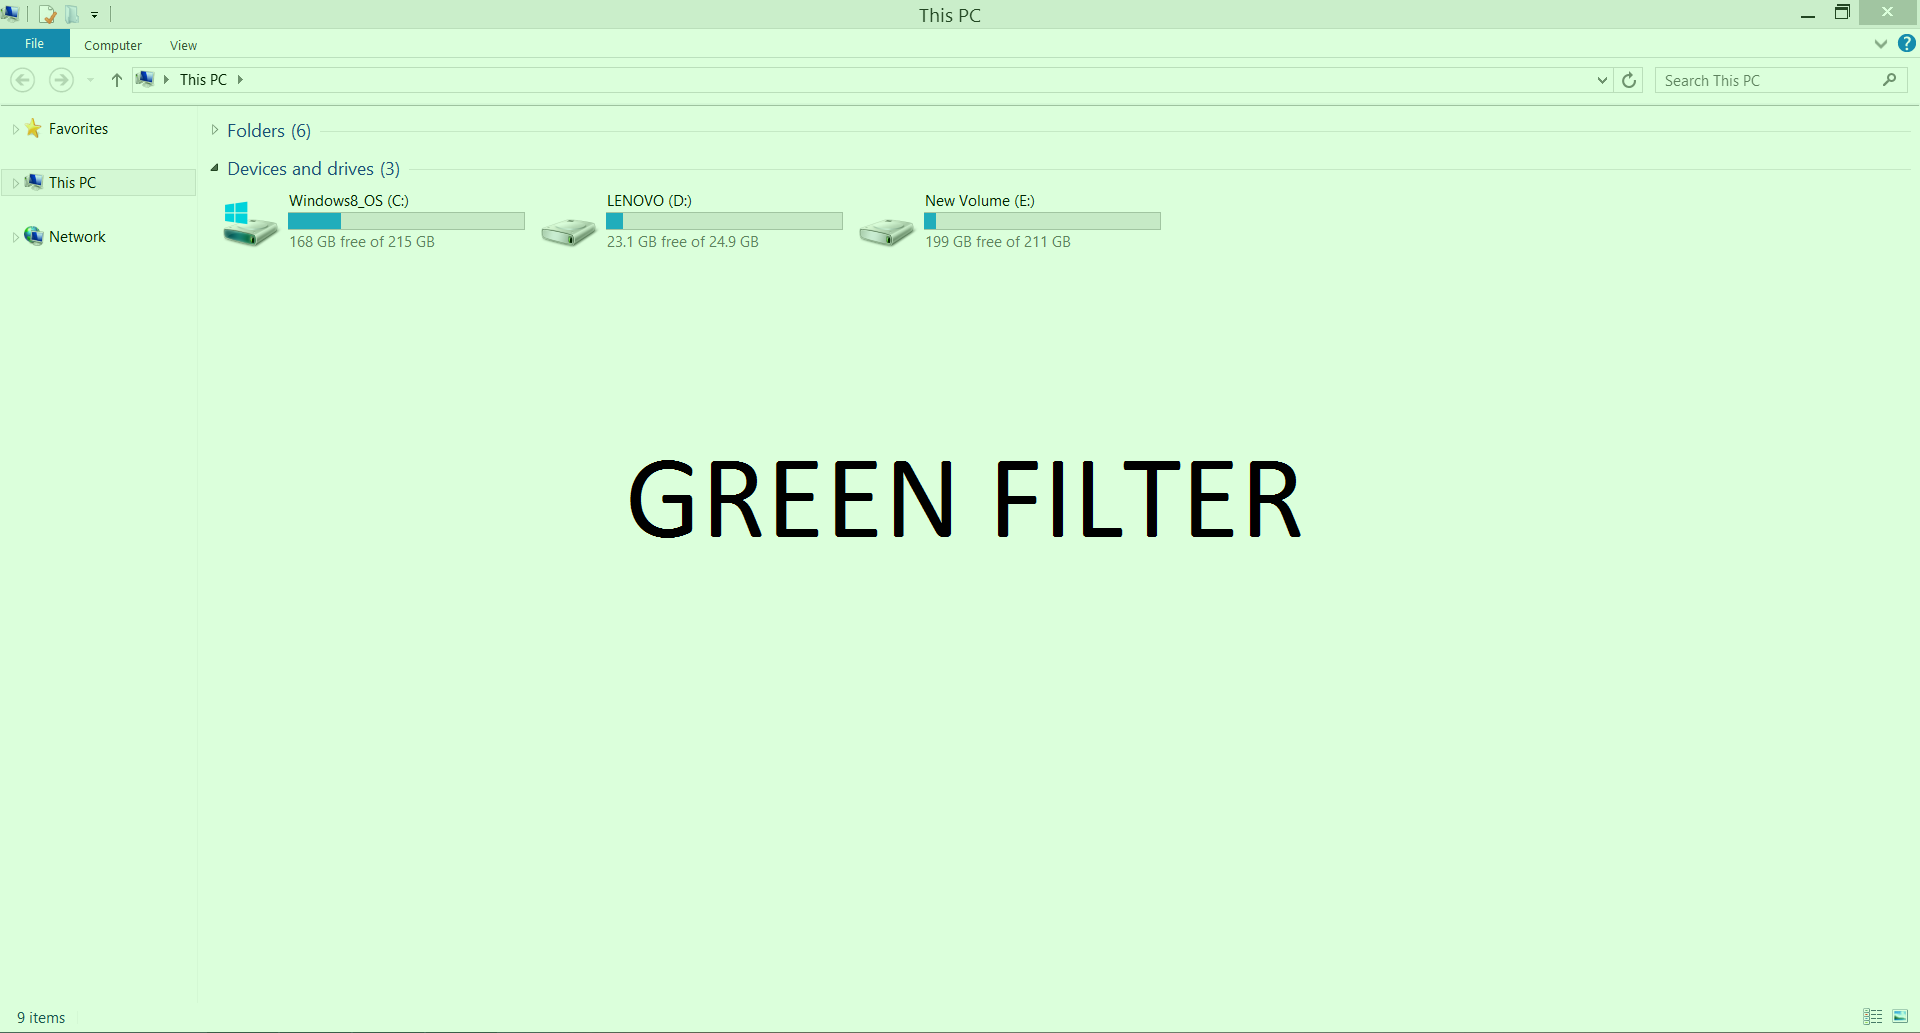 This PC
File Computer View
This PC
Search This PC
Favorites
This PC
Network
Folders (6)
Devices and drives (3)
Windows8_OS (C:)
168 GB free of 215 GB
LENOVO (D:)
23.1 GB free of 24.9 GB
New Volume (E:)
199 GB free of 211 GB
GREEN FILTER
9 items